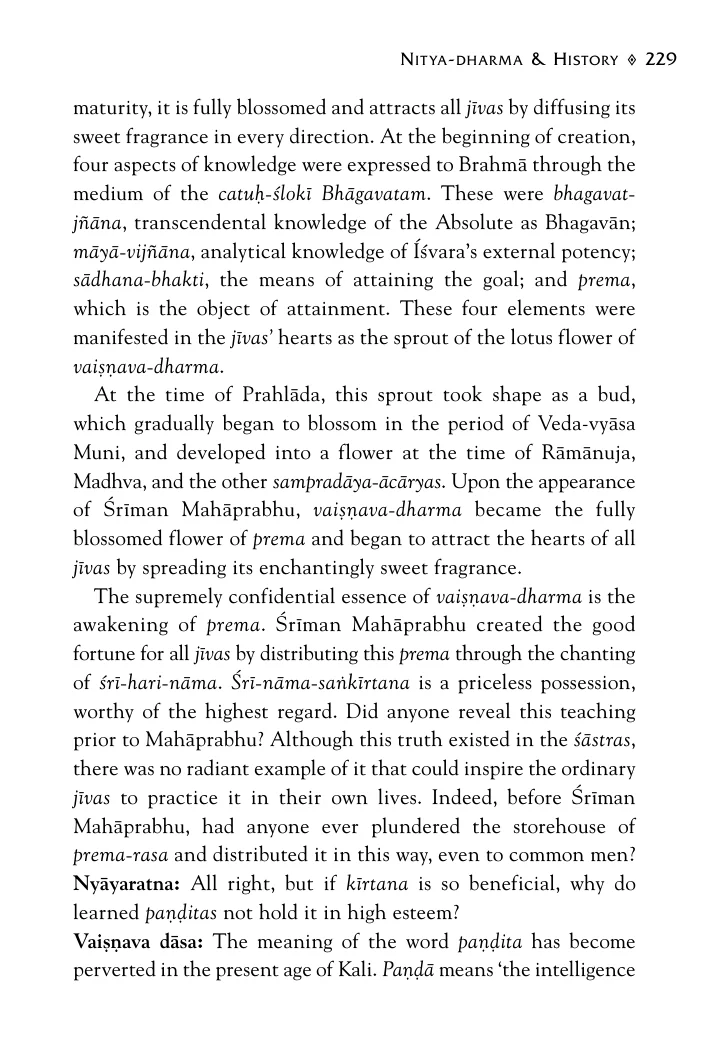 NITYA-DHARMA & HISTORY ◊ 229
maturity, it is fully blossomed and attracts all jīvas by diffusing its
sweet fragrance in every direction. At the beginning of creation,
four aspects of knowledge were expressed to Brahmā through the
medium of the catuḥ-ślokī Bhāgavatam. These were bhagavat-
jñāna, transcendental knowledge of the Absolute as Bhagavān;
māyā-vijñāna, analytical knowledge of Íśvara’s external potency;
sādhana-bhakti, the means of attaining the goal; and prema,
which is the object of attainment. These four elements were
manifested in the jīvas’ hearts as the sprout of the lotus flower of
vaiṣṇava-dharma.
At the time of Prahlāda, this sprout took shape as a bud,
which gradually began to blossom in the period of Veda-vyāsa
Muni, and developed into a flower at the time of Rāmānuja,
Madhva, and the other sampradāya-ācāryas. Upon the appearance
of Śrīman Mahāprabhu, vaiṣṇava-dharma became the fully
blossomed flower of prema and began to attract the hearts of all
jīvas by spreading its enchantingly sweet fragrance.
The supremely confidential essence of vaiṣṇava-dharma is the
awakening of prema. Śrīman Mahāprabhu created the good
fortune for all jīvas by distributing this prema through the chanting
of śrī-hari-nāma. Śrī-nāma-saṅkīrtana is a priceless possession,
worthy of the highest regard. Did anyone reveal this teaching
prior to Mahāprabhu? Although this truth existed in the śāstras,
there was no radiant example of it that could inspire the ordinary
jīvas to practice it in their own lives. Indeed, before Śrīman
Mahāprabhu, had anyone ever plundered the storehouse of
prema-rasa and distributed it in this way, even to common men?
Nyāyaratna: All right, but if kīrtana is so beneficial, why do
learned paṇḍitas not hold it in high esteem?
Vaiṣṇava dāsa: The meaning of the word paṇḍita has become
perverted in the present age of Kali. Paṇḍā means ‘the intelligence